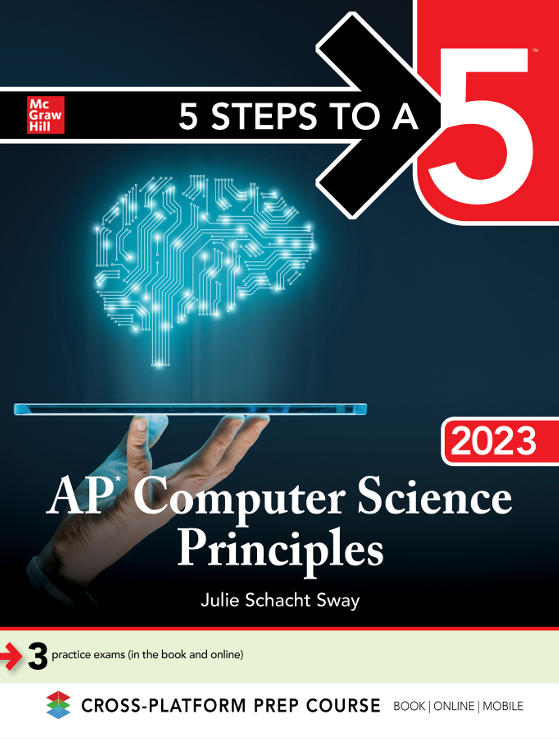 Mc
Graw
Hill
5 STEPS TO A
5™
2023
AP* Computer Science
Principles
Julie Schacht Sway
3 practice exams (in the book and online)
CROSS-PLATFORM PREP COURSE BOOK | ONLINE | MOBILE